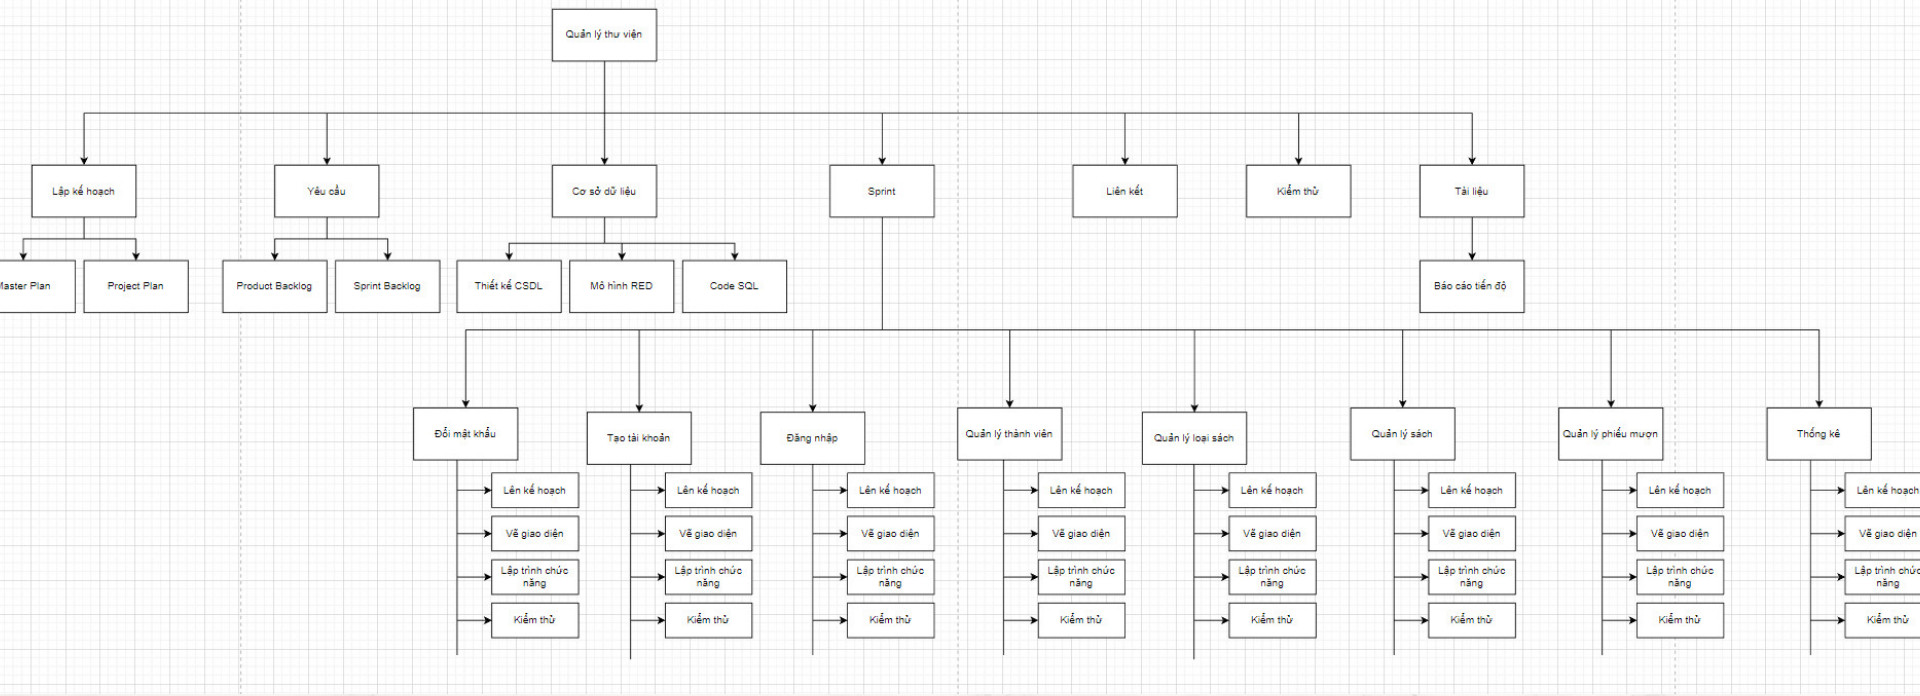 Quản lý thư viện
Lập kế hoạch
Yêu cầu
Cơ sở dữ liệu
Sprint
Liên kết
Kiểm thử
Tài liệu
Master Plan
Project Plan
Product Backlog
Sprint Backlog
Thiết kế CSDL
Mô hình RED
Code SQL
Báo cáo tiến độ
Đổi mật khẩu
Tạo tài khoản
Đăng nhập
Quản lý thành viên
Quản lý loại sách
Quản lý sách
Quản lý phiếu mượn
Thống kê
Lên kế hoạch
Lên kế hoạch
Lên kế hoạch
Lên kế hoạch
Lên kế hoạch
Lên kế hoạch
Lên kế hoạch
Lên kế hoạch
Vẽ giao diện
Vẽ giao diện
Vẽ giao diện
Vẽ giao diện
Vẽ giao diện
Vẽ giao diện
Vẽ giao diện
Vẽ giao diện
Lập trình chức
năng
Lập trình chức
năng
Lập trình chức
năng
Lập trình chức
năng
Lập trình chức
năng
Lập trình chức
năng
Lập trình chức
năng
Lập trình chức
năng
Kiểm thử
Kiểm thử
Kiểm thử
Kiểm thử
Kiểm thử
Kiểm thử
Kiểm thử
Kiểm thử